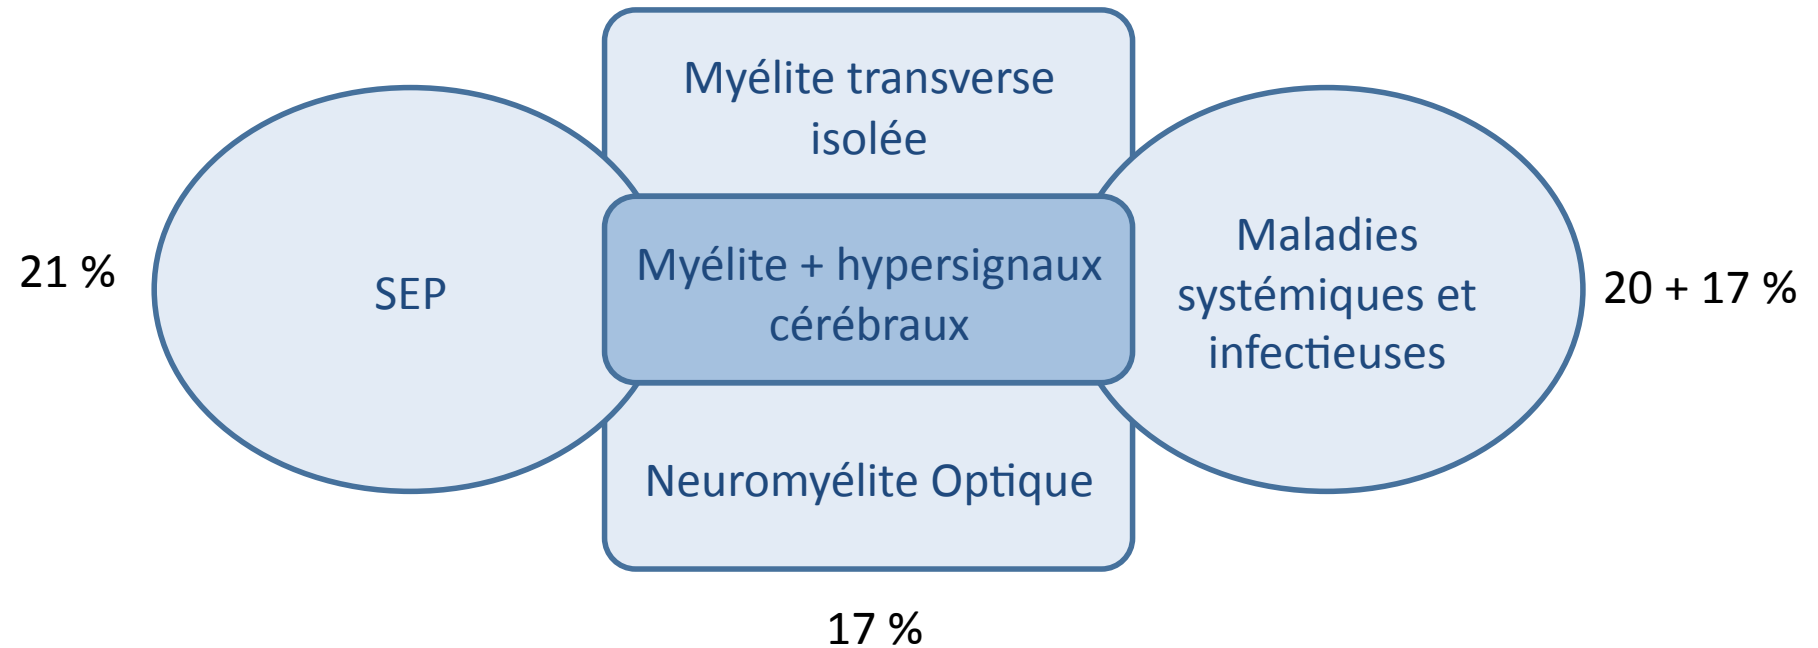 Myélite transverse
isolée
21 %
SEP
Myélite + hypersignaux
cérébraux
Maladies
systémiques et
infectieuses
20 + 17 %
Neuromyélite Optique
17 %